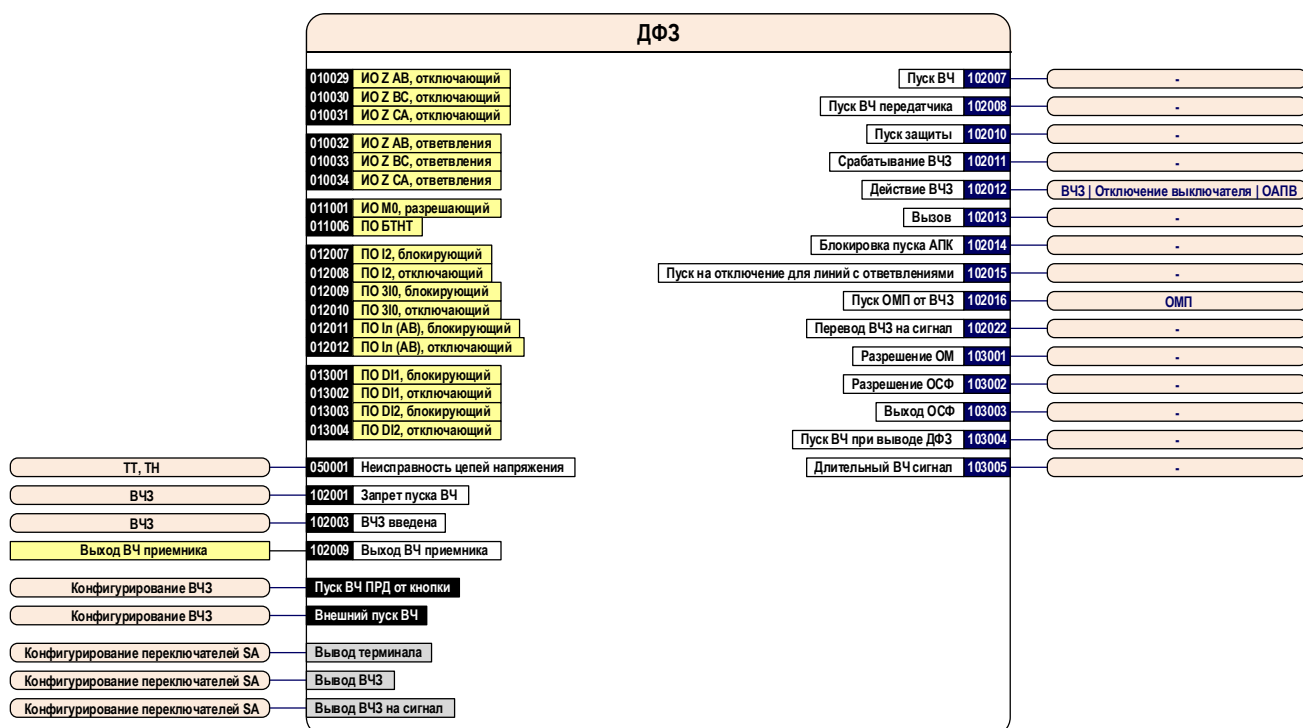 ДФЗ
010029 ИО Z АВ, отключающий
010030 ИО Z ВС, отключающий
010031 ИО Z СА, отключающий
010032 ИО Z АВ, ответвления
010033 ИО Z ВС, ответвления
010034 ИО Z СА, ответвления
011001 ИО М0, разрешающий
011006 ПО БТНТ
012007 ПО I2, блокирующий
012008 ПО I2, отключающий
012009 ПО 3I0, блокирующий
012010 ПО 3I0, отключающий
012011 ПО Iл (АВ), блокирующий
012012 ПО Iл (АВ), отключающий
013001 ПО DI1, блокирующий
013002 ПО DI1, отключающий
013003 ПО DI2, блокирующий
013004 ПО DI2, отключающий
ТТ, ТН 050001 Неисправность цепей напряжения
ВЧЗ 102001 Запрет пуска ВЧ
ВЧЗ 102003 ВЧЗ введена
Выход ВЧ приемника 102009 Выход ВЧ приемника
Конфигурирование ВЧЗ Пуск ВЧ ПРД от кнопки
Конфигурирование ВЧЗ Внешний пуск ВЧ
Конфигурирование переключателей SA Вывод терминала
Конфигурирование переключателей SA Вывод ВЧЗ
Конфигурирование переключателей SA Вывод ВЧЗ на сигнал
Пуск ВЧ 102007 -
Пуск ВЧ передатчика 102008 -
Пуск защиты 102010 -
Срабатывание ВЧЗ 102011 -
Действие ВЧЗ 102012 ВЧЗ | Отключение выключателя | ОАПВ
Вызов 102013 -
Блокировка пуска АПК 102014 -
Пуск на отключение для линий с ответвлениями 102015 -
Пуск ОМП от ВЧЗ 102016 ОМП
Перевод ВЧЗ на сигнал 102022 -
Разрешение ОМ 103001 -
Разрешение ОСФ 103002 -
Выход ОСФ 103003 -
Пуск ВЧ при выводе ДФЗ 103004 -
Длительный ВЧ сигнал 103005 -